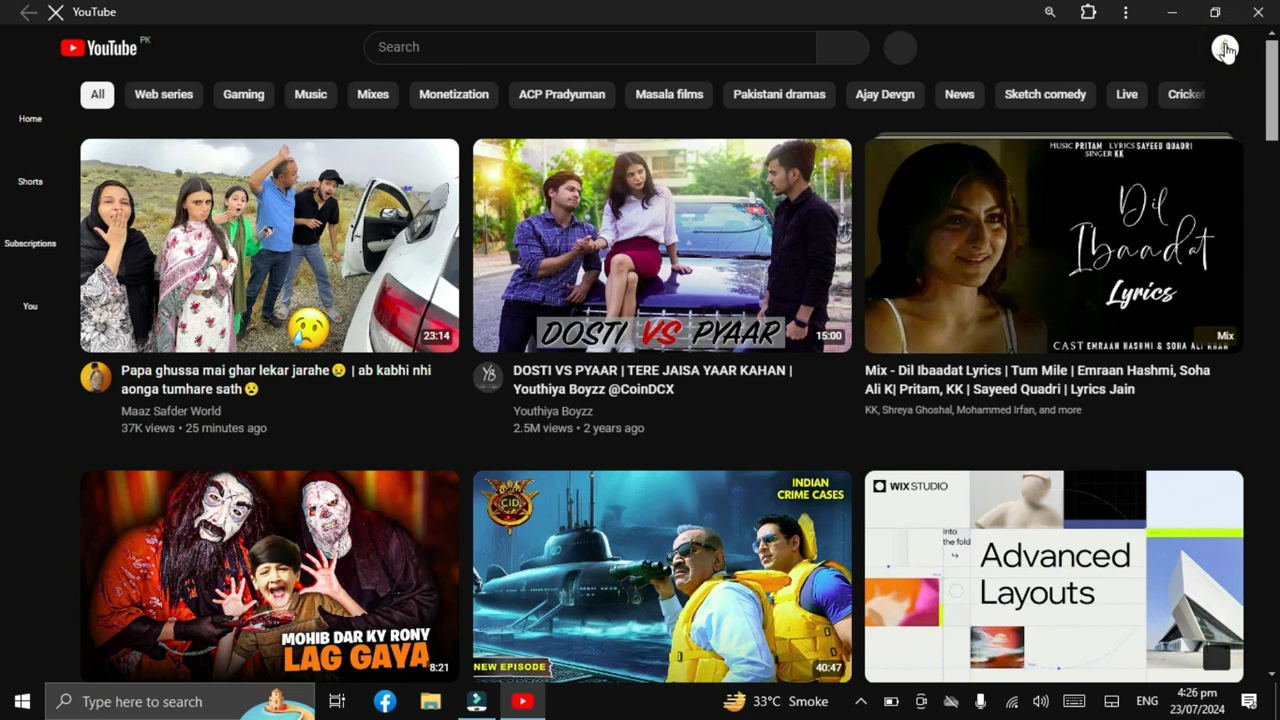 YouTube
YouTube PK
Search
All Web series Gaming Music Mixes Monetization ACP Pradyuman Masala films Pakistani dramas Ajay Devgn News Sketch comedy Live Cricket
Home
Shorts
Subscriptions
You
23:14
Papa ghussa mai ghar lekar jarahe😥 | ab kabhi nhi
aonga tumhare sath😧
Maaz Safder World
37K views • 25 minutes ago
DOSTI VS PYAAR
15:00
YB
DOSTI VS PYAAR | TERE JAISA YAAR KAHAN |
Youthiya Boyzz @CoinDCX
Youthiya Boyzz
2.5M views • 2 years ago
MUSIC PRITAM LYRICS SAYEED QUADRI
SINGER KK
Dil
Ibaadat
Lyrics
Mix
CAST EMRAAN HASHMI & SOHA ALI KHAN
Mix - Dil Ibaadat Lyrics | Tum Mile | Emraan Hashmi, Soha
Ali K| Pritam, KK | Sayeed Quadri | Lyrics Jain
KK, Shreya Ghoshal, Mohammed Irfan, and more
MOHIB DAR KY RONY
LAG GAYA
8:21
CID
INDIAN
CRIME CASES
NEW EPISODE
40:47
WIX STUDIO
Into
the fold
Advanced
Layouts
Type here to search
33°C Smoke
ENG
4:26 pm
23/07/2024